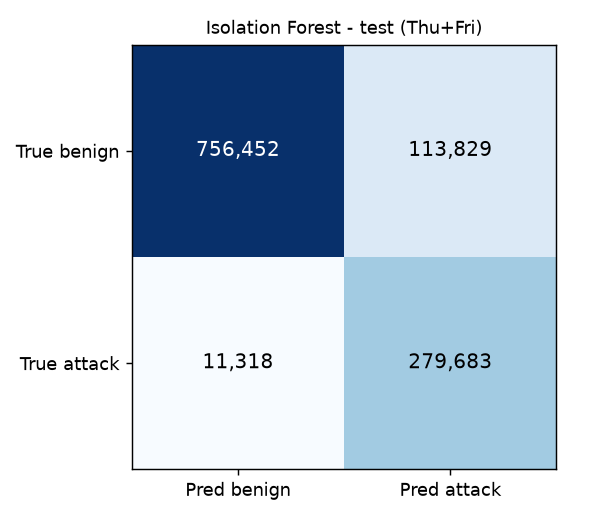 Isolation Forest - test (Thu+Fri)
True benign
756,452
113,829
True attack
11,318
279,683
Pred benign
Pred attack